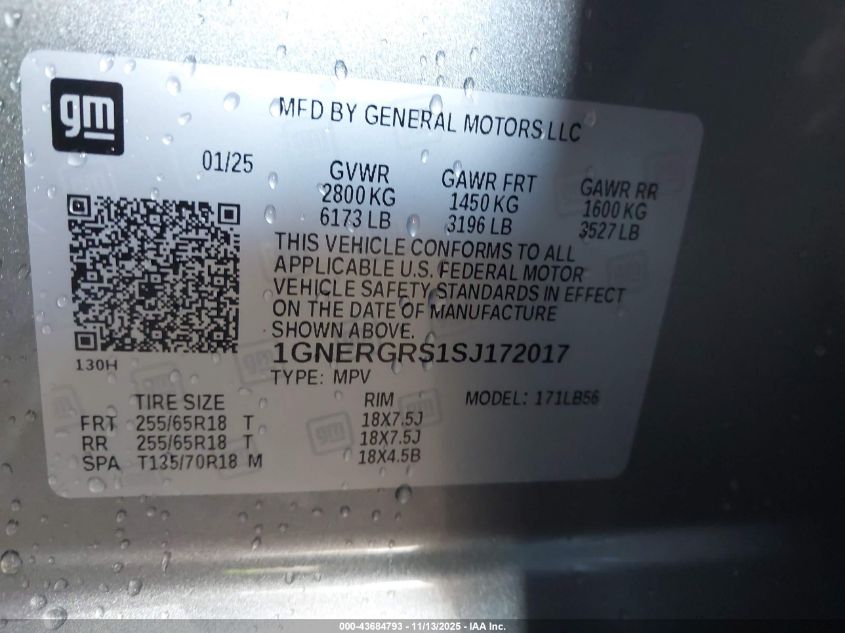 gm
MFD BY GENERAL MOTORS LLC
01/25
GVWR GAWR FRT GAWR RR
2800 KG 1450 KG 1600 KG
6173 LB 3196 LB 3527 LB
THIS VEHICLE CONFORMS TO ALL
APPLICABLE U.S. FEDERAL MOTOR
VEHICLE SAFETY STANDARDS IN EFFECT
ON THE DATE OF MANUFACTURE
SHOWN ABOVE.
1GNERGRS1SJ172017
130H
TYPE: MPV MODEL: 171LB56
TIRE SIZE RIM
FRT 255/65R18 T 18X7.5J
RR 255/65R18 T 18X7.5J
SPA T135/70R18 M 18X4.5B
000-43684793 - 11/13/2025 - IAA Inc.